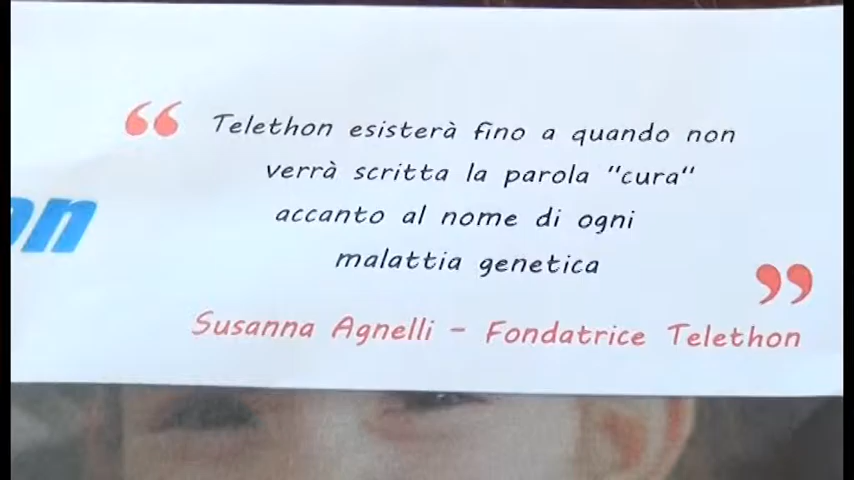 “ Telethon esisterà fino a quando non
verrà scritta la parola "cura"
accanto al nome di ogni
malattia genetica ”
on
Susanna Agnelli - Fondatrice Telethon